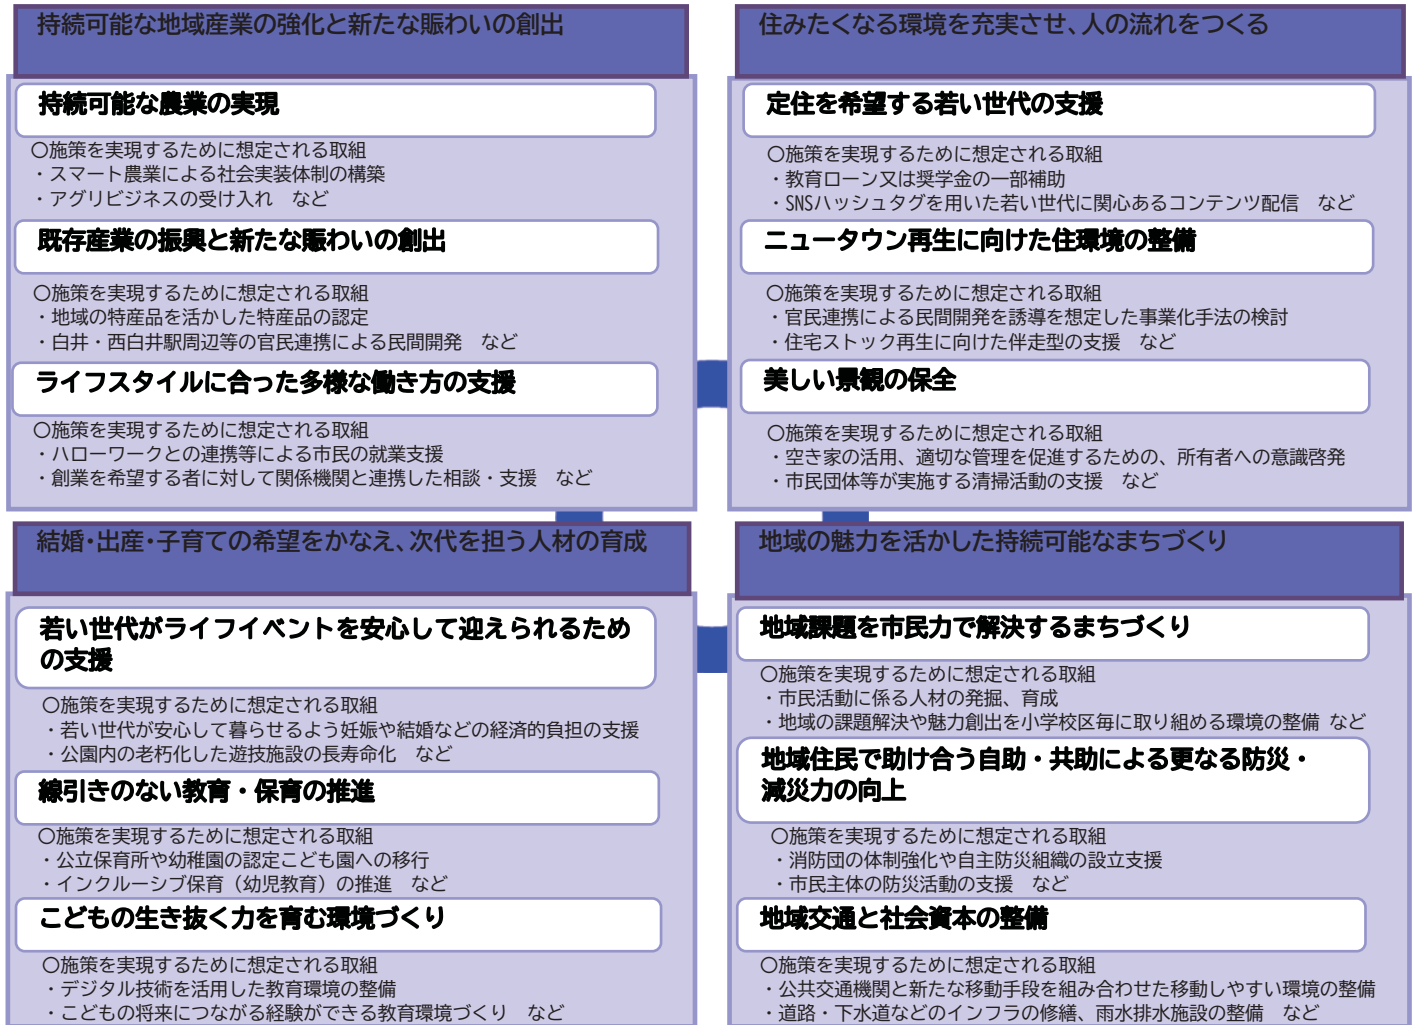 持続可能な地域産業の強化と新たな賑わいの創出
持続可能な農業の実現
〇施策を実現するために想定される取組
・スマート農業による社会実装体制の構築
・アグリビジネスの受け入れ　など
既存産業の振興と新たな賑わいの創出
〇施策を実現するために想定される取組
・地域の特産品を活かした特産品の認定
・白井・西白井駅周辺等の官民連携による民間開発　など
ライフスタイルに合った多様な働き方の支援
〇施策を実現するために想定される取組
・ハローワークとの連携等による市民の就業支援
・創業を希望する者に対して関係機関と連携した相談・支援　など
住みたくなる環境を充実させ、人の流れをつくる
定住を希望する若い世代の支援
〇施策を実現するために想定される取組
・教育ローン又は奨学金の一部補助
・SNSハッシュタグを用いた若い世代に関心あるコンテンツ配信　など
ニュータウン再生に向けた住環境の整備
〇施策を実現するために想定される取組
・官民連携による民間開発を誘導を想定した事業化手法の検討
・住宅ストック再生に向けた伴走型の支援　など
美しい景観の保全
〇施策を実現するために想定される取組
・空き家の活用、適切な管理を促進するための、所有者への意識啓発
・市民団体等が実施する清掃活動の支援　など
結婚・出産・子育ての希望をかなえ、次代を担う人材の育成
若い世代がライフイベントを安心して迎えられるため
の支援
〇施策を実現するために想定される取組
・若い世代が安心して暮らせるよう妊娠や結婚などの経済的負担の支援
・公園内の老朽化した遊技施設の長寿命化　など
線引きのない教育・保育の推進
〇施策を実現するために想定される取組
・公立保育所や幼稚園の認定こども園への移行
・インクルーシブ保育（幼児教育）の推進　など
こどもの生き抜く力を育む環境づくり
〇施策を実現するために想定される取組
・デジタル技術を活用した教育環境の整備
・こどもの将来につながる経験ができる教育環境づくり　など
地域の魅力を活かした持続可能なまちづくり
地域課題を市民力で解決するまちづくり
〇施策を実現するために想定される取組
・市民活動に係る人材の発掘、育成
・地域の課題解決や魅力創出を小学校区毎に取り組める環境の整備 など
地域住民で助け合う自助・共助による更なる防災・
減災力の向上
〇施策を実現するために想定される取組
・消防団の体制強化や自主防災組織の設立支援
・市民主体の防災活動の支援　など
地域交通と社会資本の整備
〇施策を実現するために想定される取組
・公共交通機関と新たな移動手段を組み合わせた移動しやすい環境の整備
・道路・下水道などのインフラの修繕、雨水排水施設の整備　など